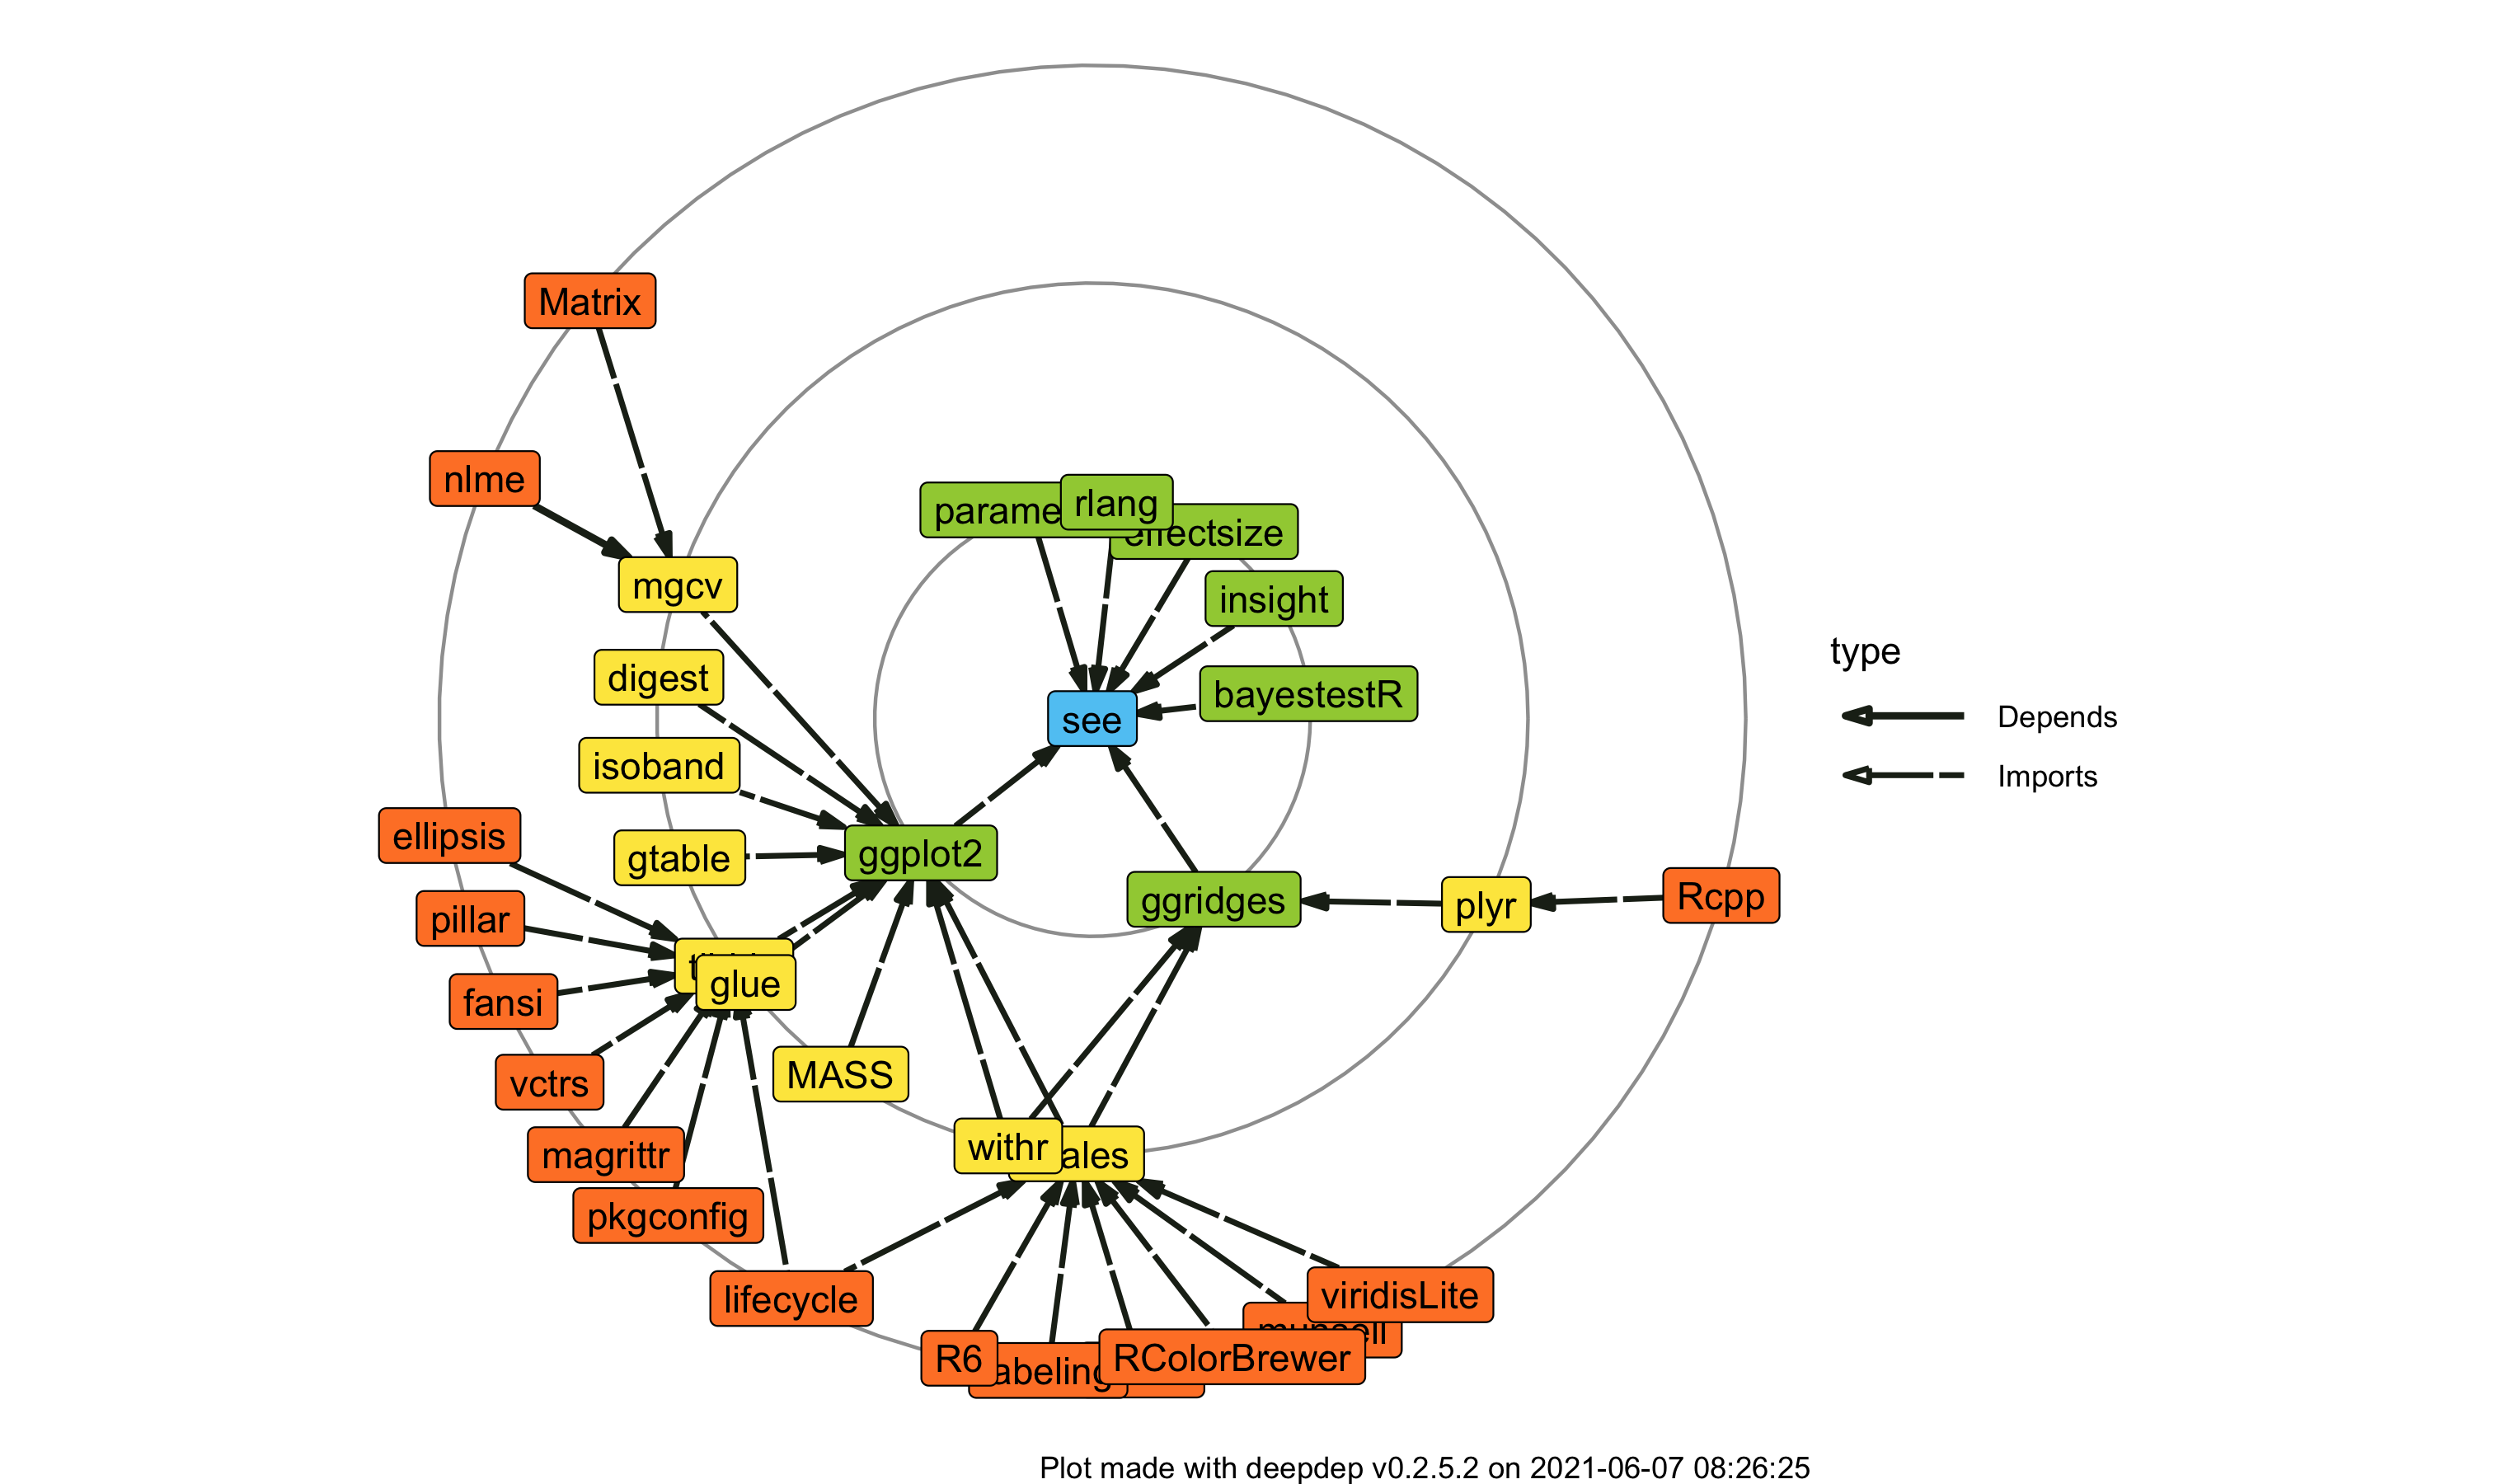 Matrix
nlme
parame
rlang
effectsize
mgcv
insight
digest
bayestestR
see
isoband
ellipsis
gtable
ggplot2
ggridges
plyr
Rcpp
pillar
glue
fansi
vctrs
MASS
magrittr
withr
ales
pkgconfig
lifecycle
viridisLite
munsell
R6
abeling
RColorBrewer
type
Depends
Imports
Plot made with deepdep v0.2.5.2 on 2021-06-07 08:26:25